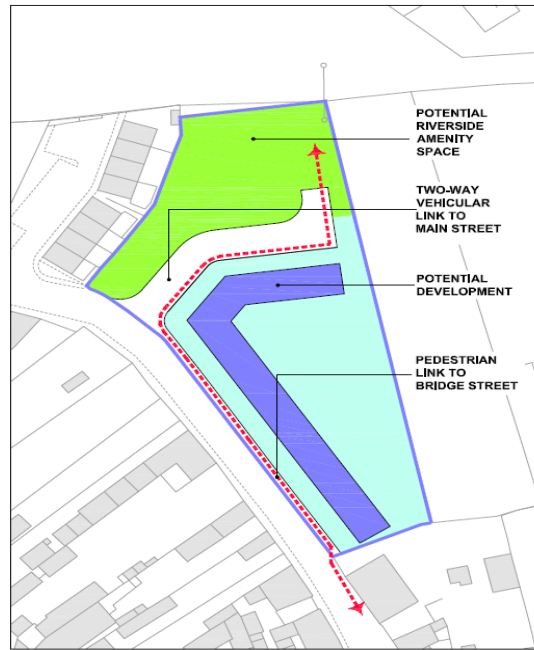 POTENTIAL
RIVERSIDE
AMENITY
SPACE
TWO-WAY
VEHICULAR
LINK TO
MAIN STREET
POTENTIAL
DEVELOPMENT
PEDESTRIAN
LINK TO
BRIDGE STREET